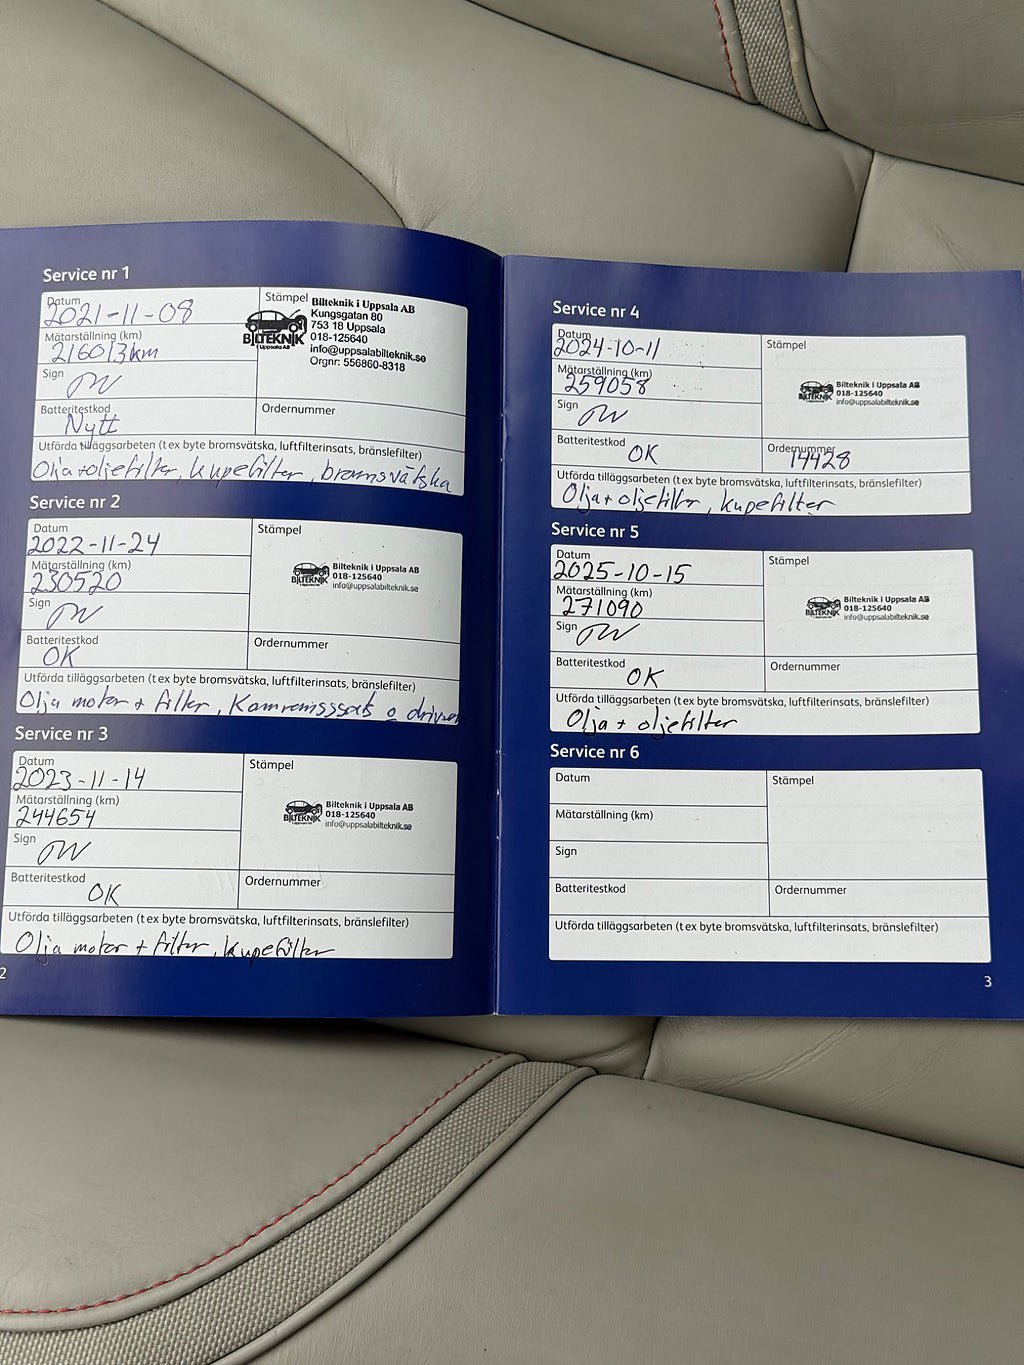 Service nr 1
Datum
2021-11-08
Mätarställning (km)
216013km
Sign
Batteritestkod
Nytt
Stämpel
Bilteknik i Uppsala AB
Kungsgatan 80
753 18 Uppsala
018-125640
info@uppsalabilteknik.se
Orgnr: 556860-8318
BILTEKNIK
i Uppsala AB
Ordernummer
Utförda tilläggsarbeten (t ex byte bromsvätska, luftfilterinsats, bränslefilter)
Olja+oljefilter, kupefilter, bromsvätska
Service nr 2
Datum
2022-11-24
Mätarställning (km)
230520
Sign
Batteritestkod
OK
Stämpel
BILTEKNIK
Bilteknik i Uppsala AB
018-125640
info@uppsalabilteknik.se
Ordernummer
Utförda tilläggsarbeten (t ex byte bromsvätska, luftfilterinsats, bränslefilter)
Olja motor + filter, Kamremsssats o
Service nr 3
Datum
2023-11-14
Mätarställning (km)
244654
Sign
Batteritestkod
OK
Stämpel
BILTEKNIK
Bilteknik i Uppsala AB
018-125640
info@uppsalabilteknik.se
Ordernummer
Utförda tilläggsarbeten (t ex byte bromsvätska, luftfilterinsats, bränslefilter)
Olja motor + filter, kupefilter
2
Service nr 4
Datum
2024-10-11
Mätarställning (km)
259058
Sign
Batteritestkod
OK
Stämpel
BILTEKNIK
Bilteknik i Uppsala AB
018-125640
info@uppsalabilteknik.se
Ordernummer
14428
Utförda tilläggsarbeten (t ex byte bromsvätska, luftfilterinsats, bränslefilter)
Olja+ oljefilter, kupefilter
Service nr 5
Datum
2025-10-15
Mätarställning (km)
271090
Sign
Batteritestkod
OK
Stämpel
BILTEKNIK
Bilteknik i Uppsala AB
018-125640
info@uppsalabilteknik.se
Ordernummer
Utförda tilläggsarbeten (t ex byte bromsvätska, luftfilterinsats, bränslefilter)
Olja + oljefilter
Service nr 6
Datum
Mätarställning (km)
Sign
Batteritestkod
Stämpel
Ordernummer
Utförda tilläggsarbeten (t ex byte bromsvätska, luftfilterinsats, bränslefilter)
3